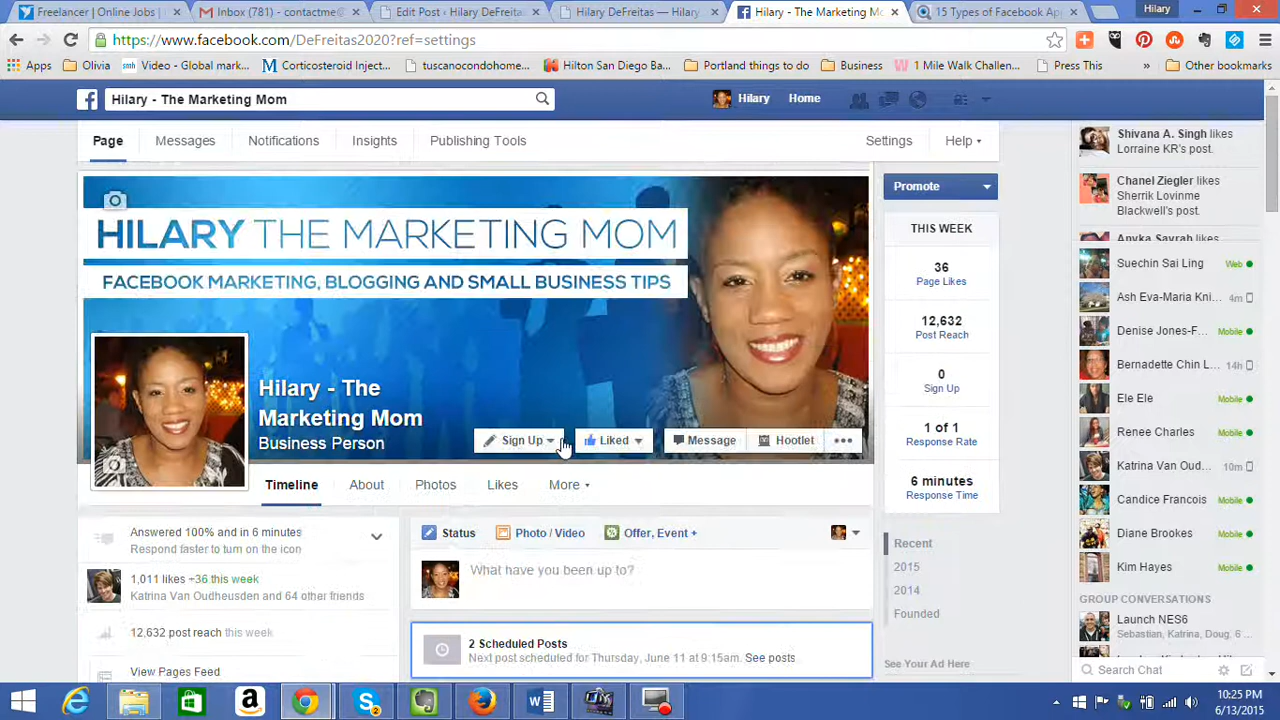 Freelancer | Online Jobs |
Inbox (781) - contactme@
Edit Post ‹ Hilary DeFreitas
Hilary DeFreitas — Hilary
Hilary - The Marketing Mo
15 Types of Facebook Ap
Hilary
https://www.facebook.com/DeFreitas2020?ref=settings
Apps
Olivia
smth Video - Global mark...
Corticosteroid Inject...
tuscanocondohome...
Hilton San Diego Ba...
Portland things to do
Business
1 Mile Walk Challen...
Press This
»
Other bookmarks
Hilary - The Marketing Mom
Hilary
Home
Page
Messages
Notifications
Insights
Publishing Tools
Settings
Help
HILARY THE MARKETING MOM
FACEBOOK MARKETING, BLOGGING AND SMALL BUSINESS TIPS
Hilary - The
Marketing Mom
Business Person
Sign Up
Liked
Message
Hootlet
•••
Timeline
About
Photos
Likes
More
Answered 100% and in 6 minutes
Respond faster to turn on the icon
1,011 likes +36 this week
Katrina Van Oudheusden and 64 other friends
12,632 post reach this week
View Pages Feed
Status
Photo / Video
Offer, Event +
What have you been up to?
2 Scheduled Posts
Next post scheduled for Thursday, June 11 at 9:15am. See posts
Promote
THIS WEEK
36
Page Likes
12,632
Post Reach
0
Sign Up
1 of 1
Response Rate
6 minutes
Response Time
Recent
2015
2014
Founded
See Your Ad Here
Shivana A. Singh likes
Lorraine KR's post.
Chanel Ziegler likes
Sherrik Lovinme
Blackwell's post.
Suechin Sai Ling
Web
Ash Eva-Maria Kni...
4m
Denise Jones-F...
Mobile
Bernadette Chin L...
14h
Ele Ele
Mobile
Renee Charles
Mobile
Katrina Van Oud...
10m
Candice Francois
Mobile
Diane Brookes
Mobile
Kim Hayes
Mobile
GROUP CONVERSATIONS
Launch NES6
Sebastian, Katrina, Doug, 6 ...
Search Chat
10:25 PM
6/13/2015